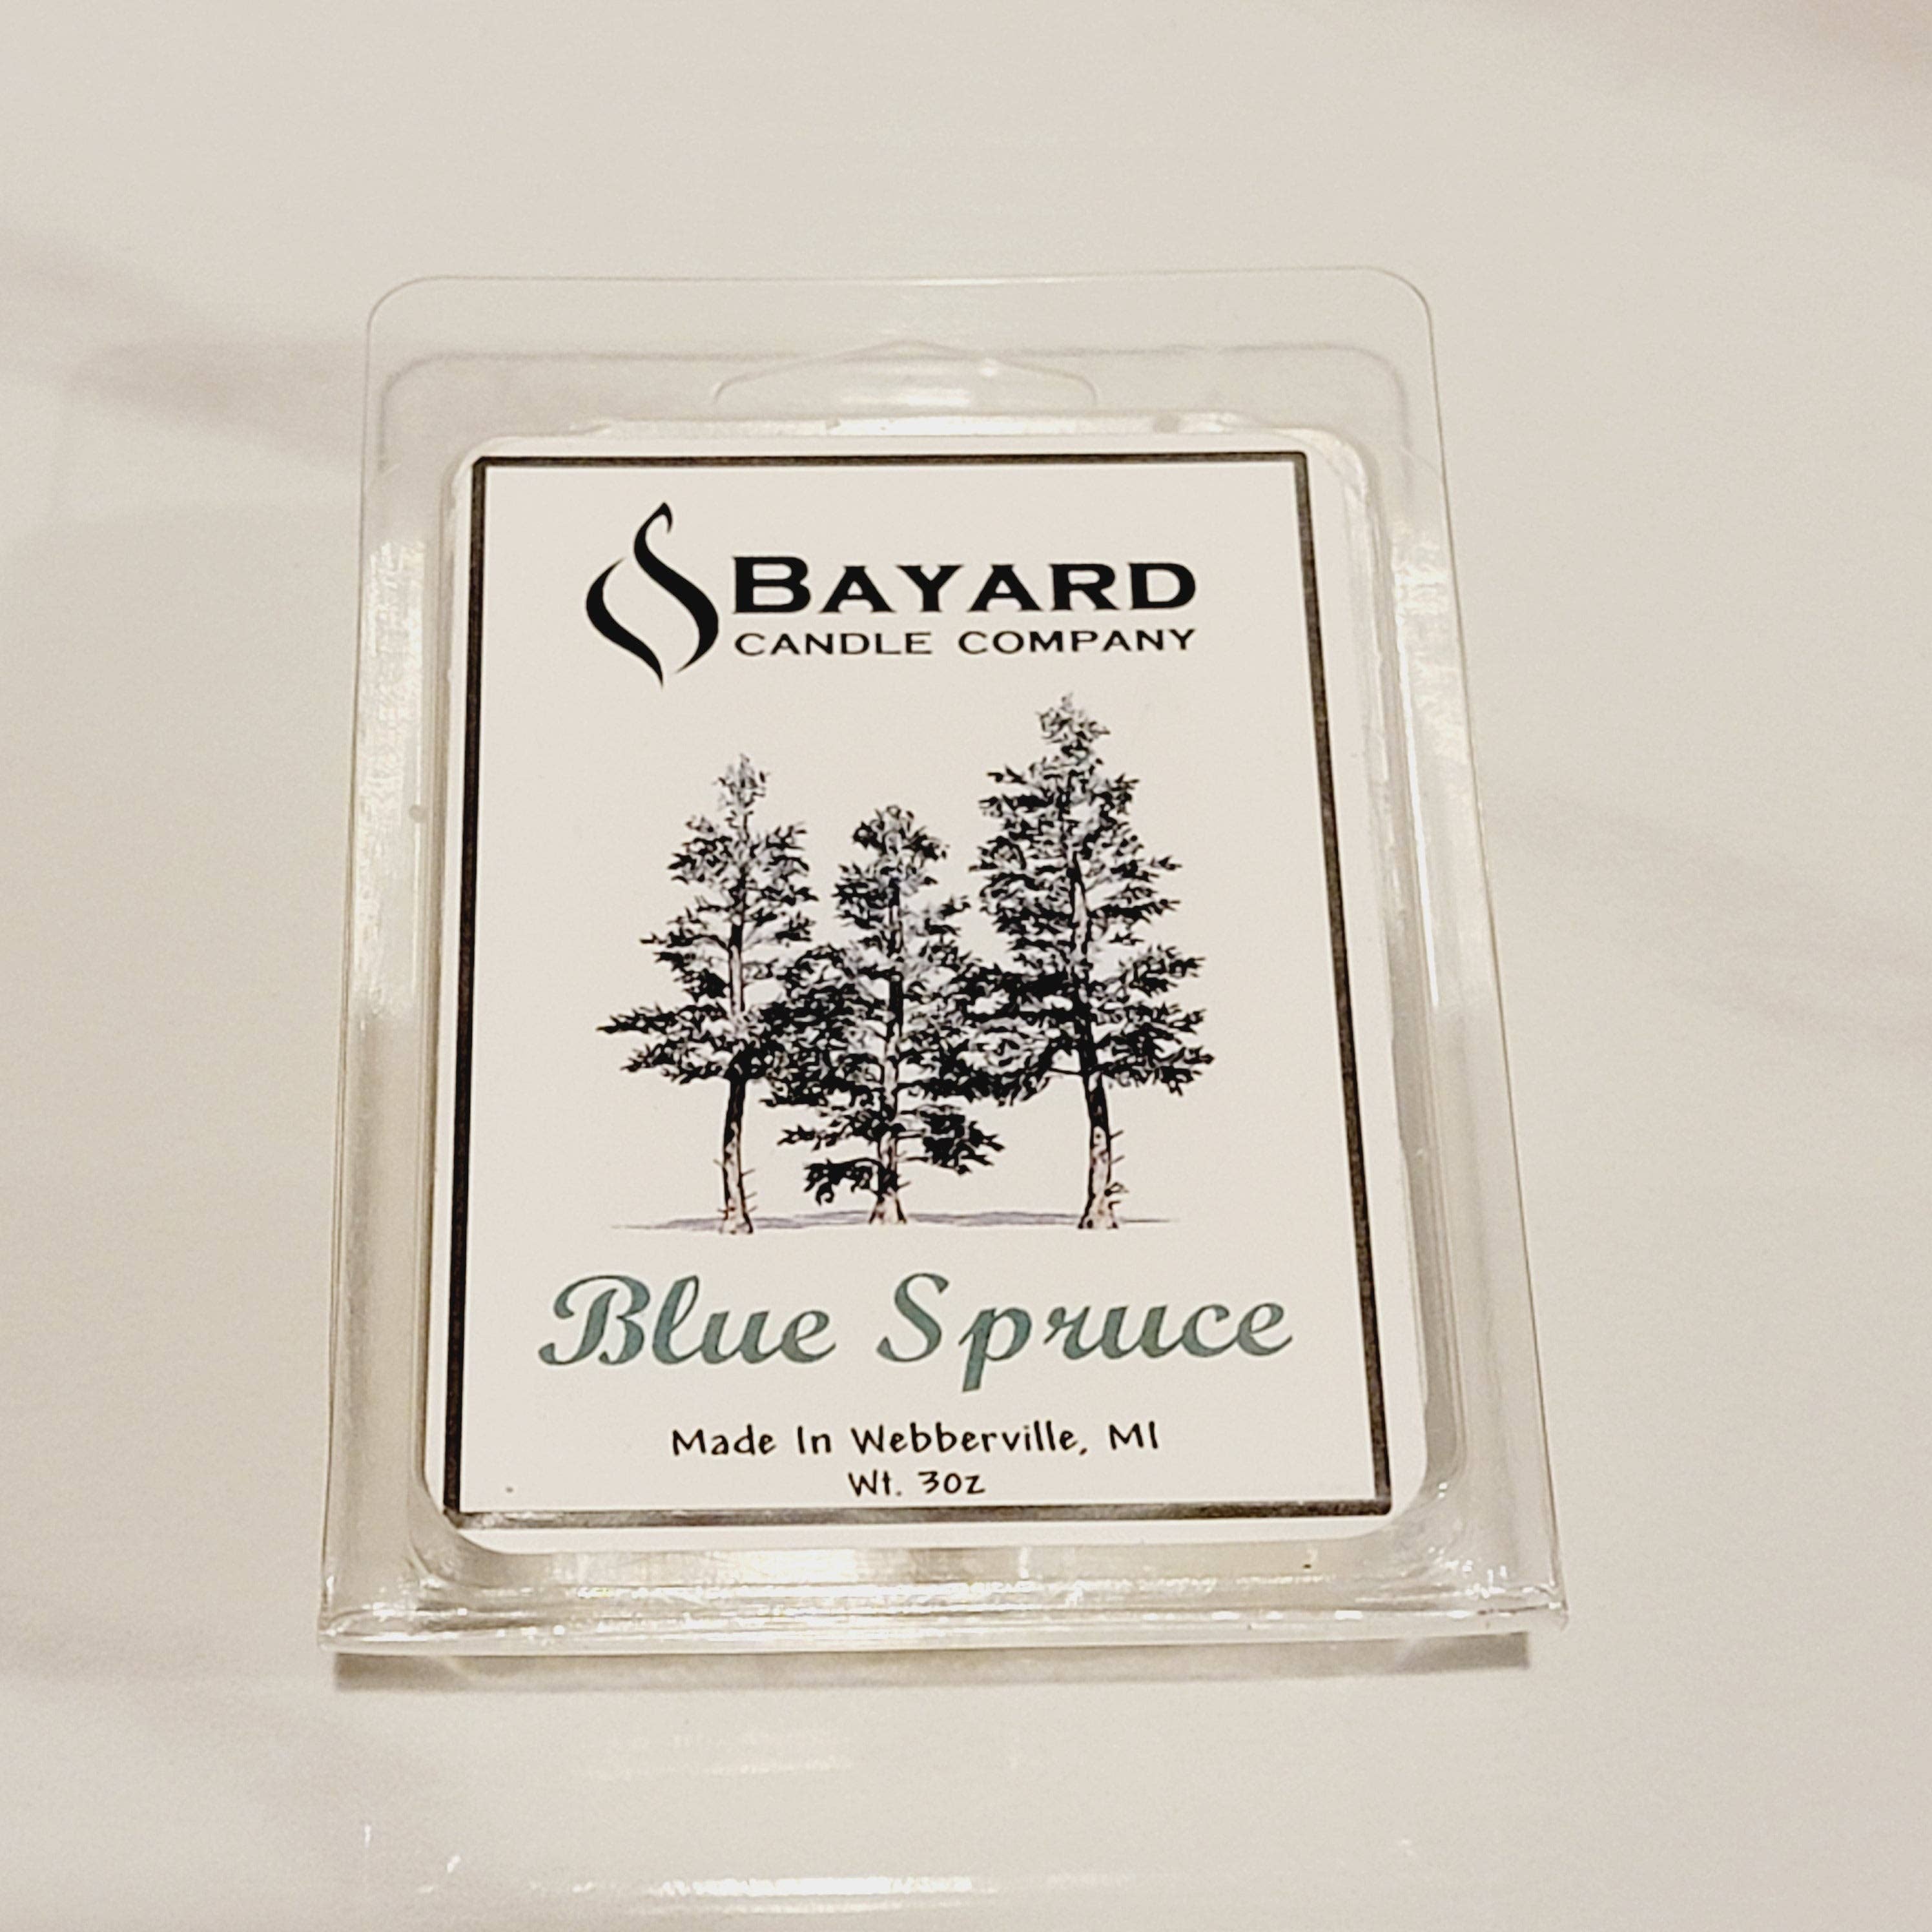 BAYARD
CANDLE COMPANY
Blue Spruce
Made In Webberville, MI
Wt. 3oz